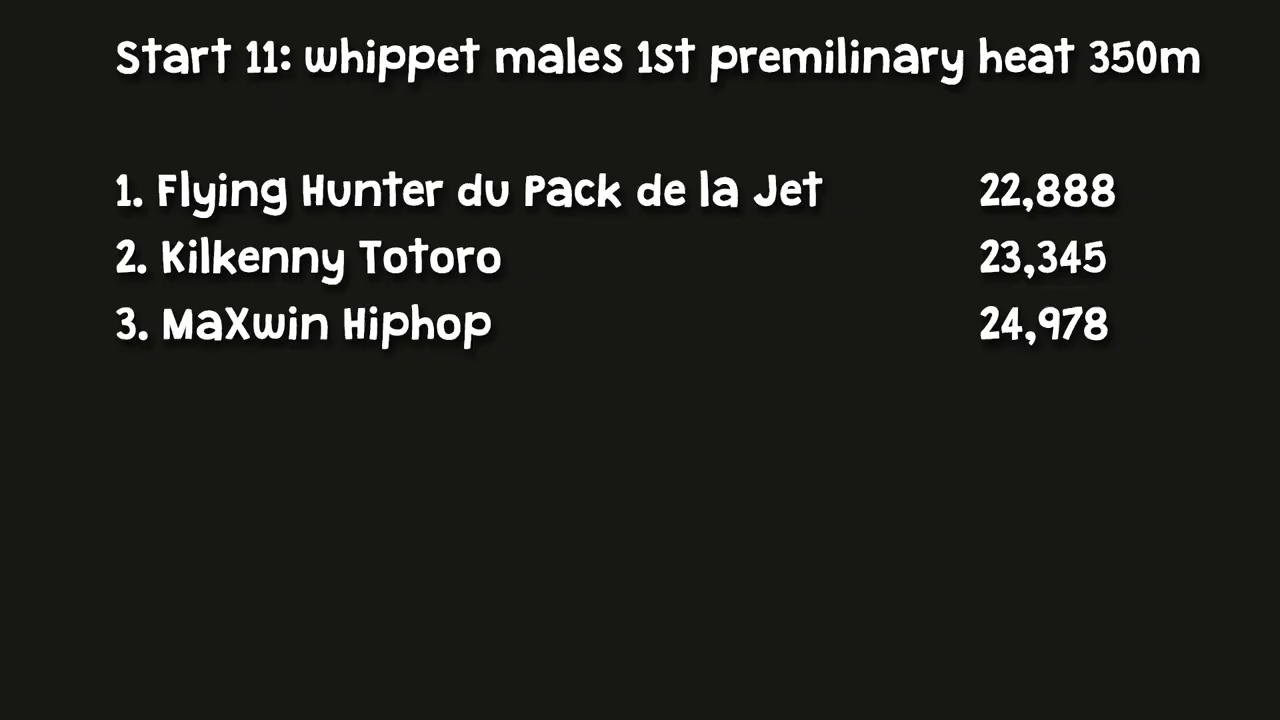 Start 11: whippet males 1st premilinary heat 350m
1. Flying Hunter du Pack de la Jet 22,888
2. Kilkenny Totoro 23,345
3. MaXwin Hiphop 24,978